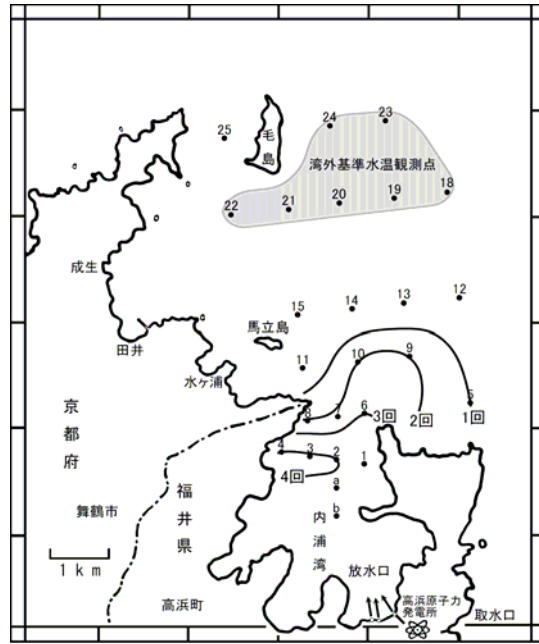 23
24
25
毛島
湾外基準水温観測点
18
19
20
21
22
成生
12
13
14
15
馬立島
田井
9
10
11
水ヶ浦
5
1回
2回
3回
6
7
8
京都府
4
3
2
1
4回
a
福井県
b
舞鶴市
内浦湾
1km
放水口
高浜町
高浜原子力
発電所
取水口